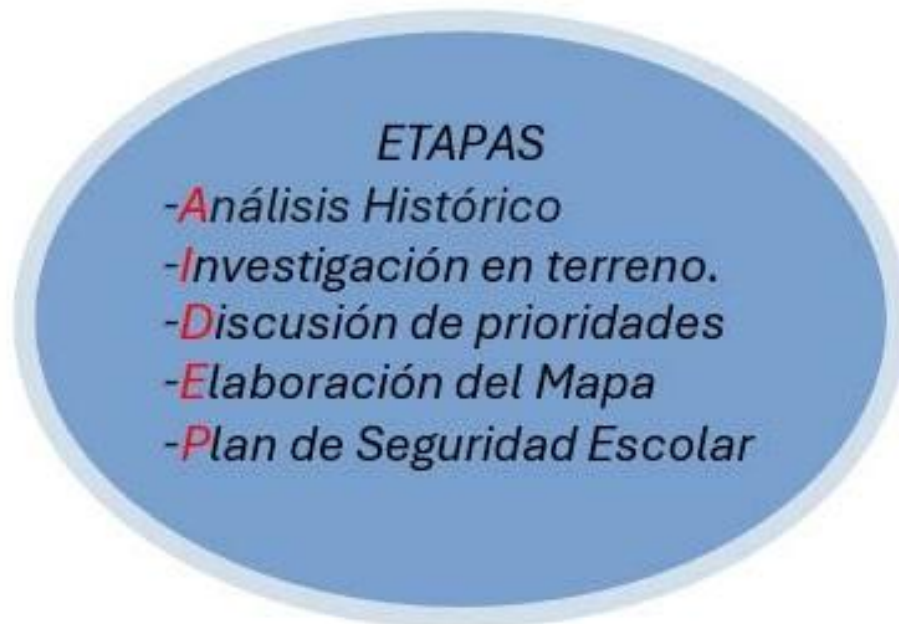 ETAPAS
-Análisis Histórico
-Investigación en terreno.
-Discusión de prioridades
-Elaboración del Mapa
-Plan de Seguridad Escolar